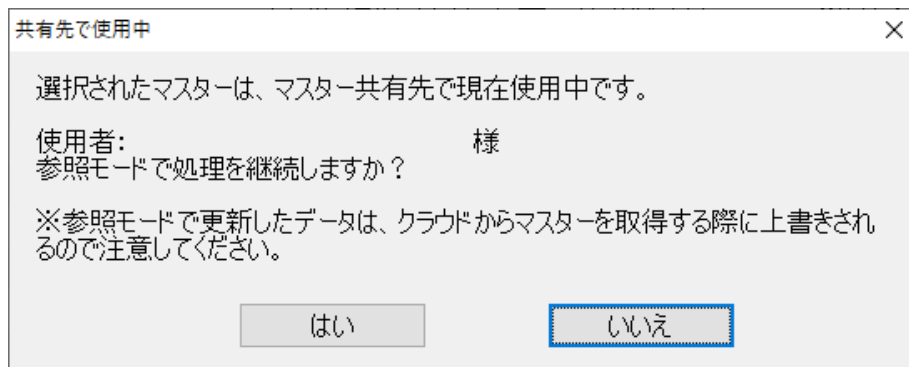 共有先で使用中
選択されたマスターは、マスター共有先で現在使用中です。
使用者: 様
参照モードで処理を継続しますか？
※参照モードで更新したデータは、クラウドからマスターを取得する際に上書きされ
るので注意してください。
はい
いいえ